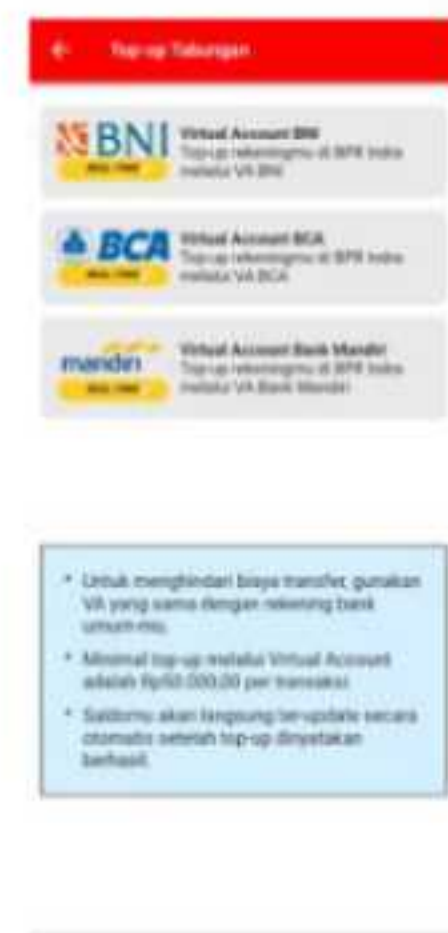 Top-up Tabungan
BNI
Virtual Account BNI
Top-up rekeningmu di BPR Indra
melalui VA BNI
BCA
Virtual Account BCA
Top-up rekeningmu di BPR Indra
melalui VA BCA
mandiri
Virtual Account Bank Mandiri
Top-up rekeningmu di BPR Indra
melalui VA Bank Mandiri
* Untuk menghindari biaya transfer, gunakan
VA yang sama dengan rekening bank
umum-mu.
* Minimal top-up melalui Virtual Account
adalah Rp50.000,00 per transaksi
* Saldomu akan langsung ter-update secara
otomatis setelah top-up dinyatakan
berhasil.